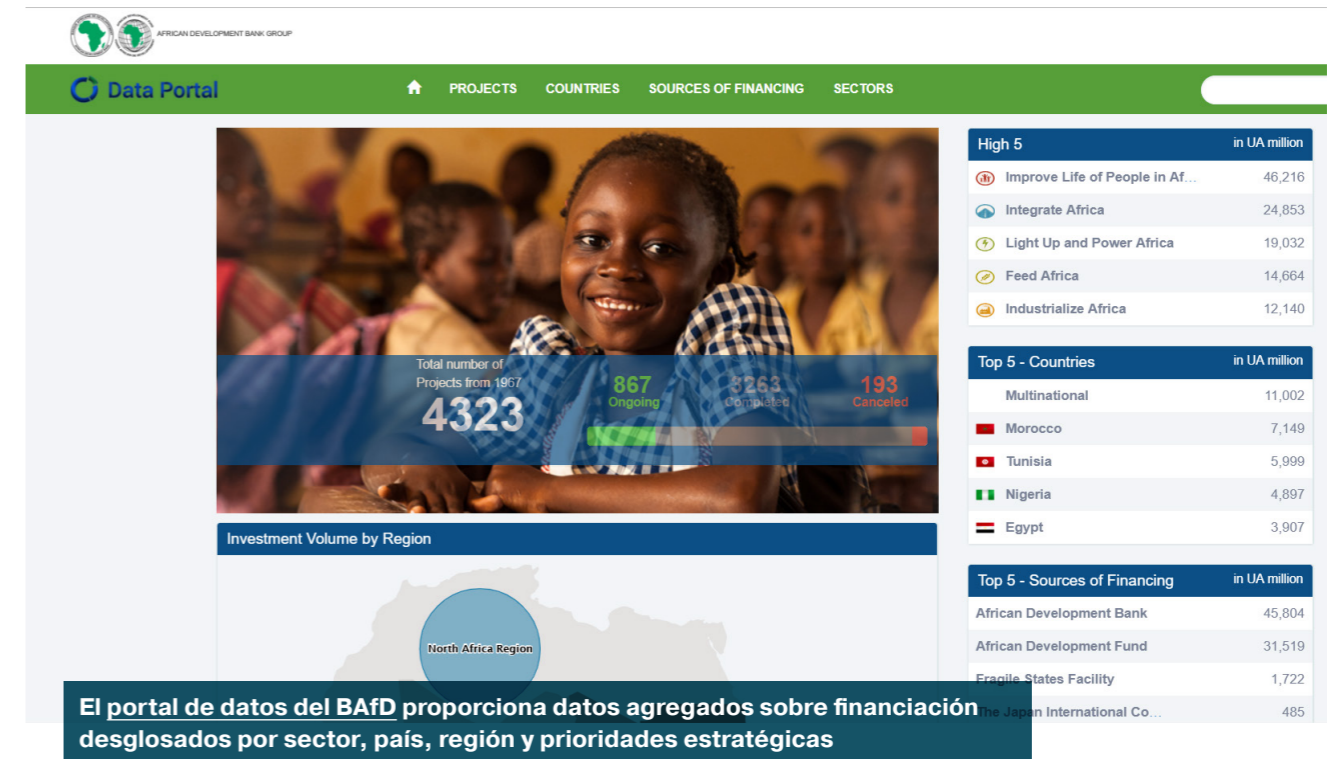 AFRICAN DEVELOPMENT BANK GROUP
Data Portal
PROJECTS COUNTRIES SOURCES OF FINANCING SECTORS
Total number of
Projects from 1967
4323
867
Ongoing
3263
Completed
193
Canceled
Investment Volume by Region
North Africa Region
High 5 in UA million
Improve Life of People in Af... 46,216
Integrate Africa 24,853
Light Up and Power Africa 19,032
Feed Africa 14,664
Industrialize Africa 12,140
Top 5 - Countries in UA million
Multinational 11,002
Morocco 7,149
Tunisia 5,999
Nigeria 4,897
Egypt 3,907
Top 5 - Sources of Financing in UA million
African Development Bank 45,804
African Development Fund 31,519
Fragile States Facility 1,722
The Japan International Co... 485
El portal de datos del BAfD proporciona datos agregados sobre financiación
desglosados por sector, país, región y prioridades estratégicas